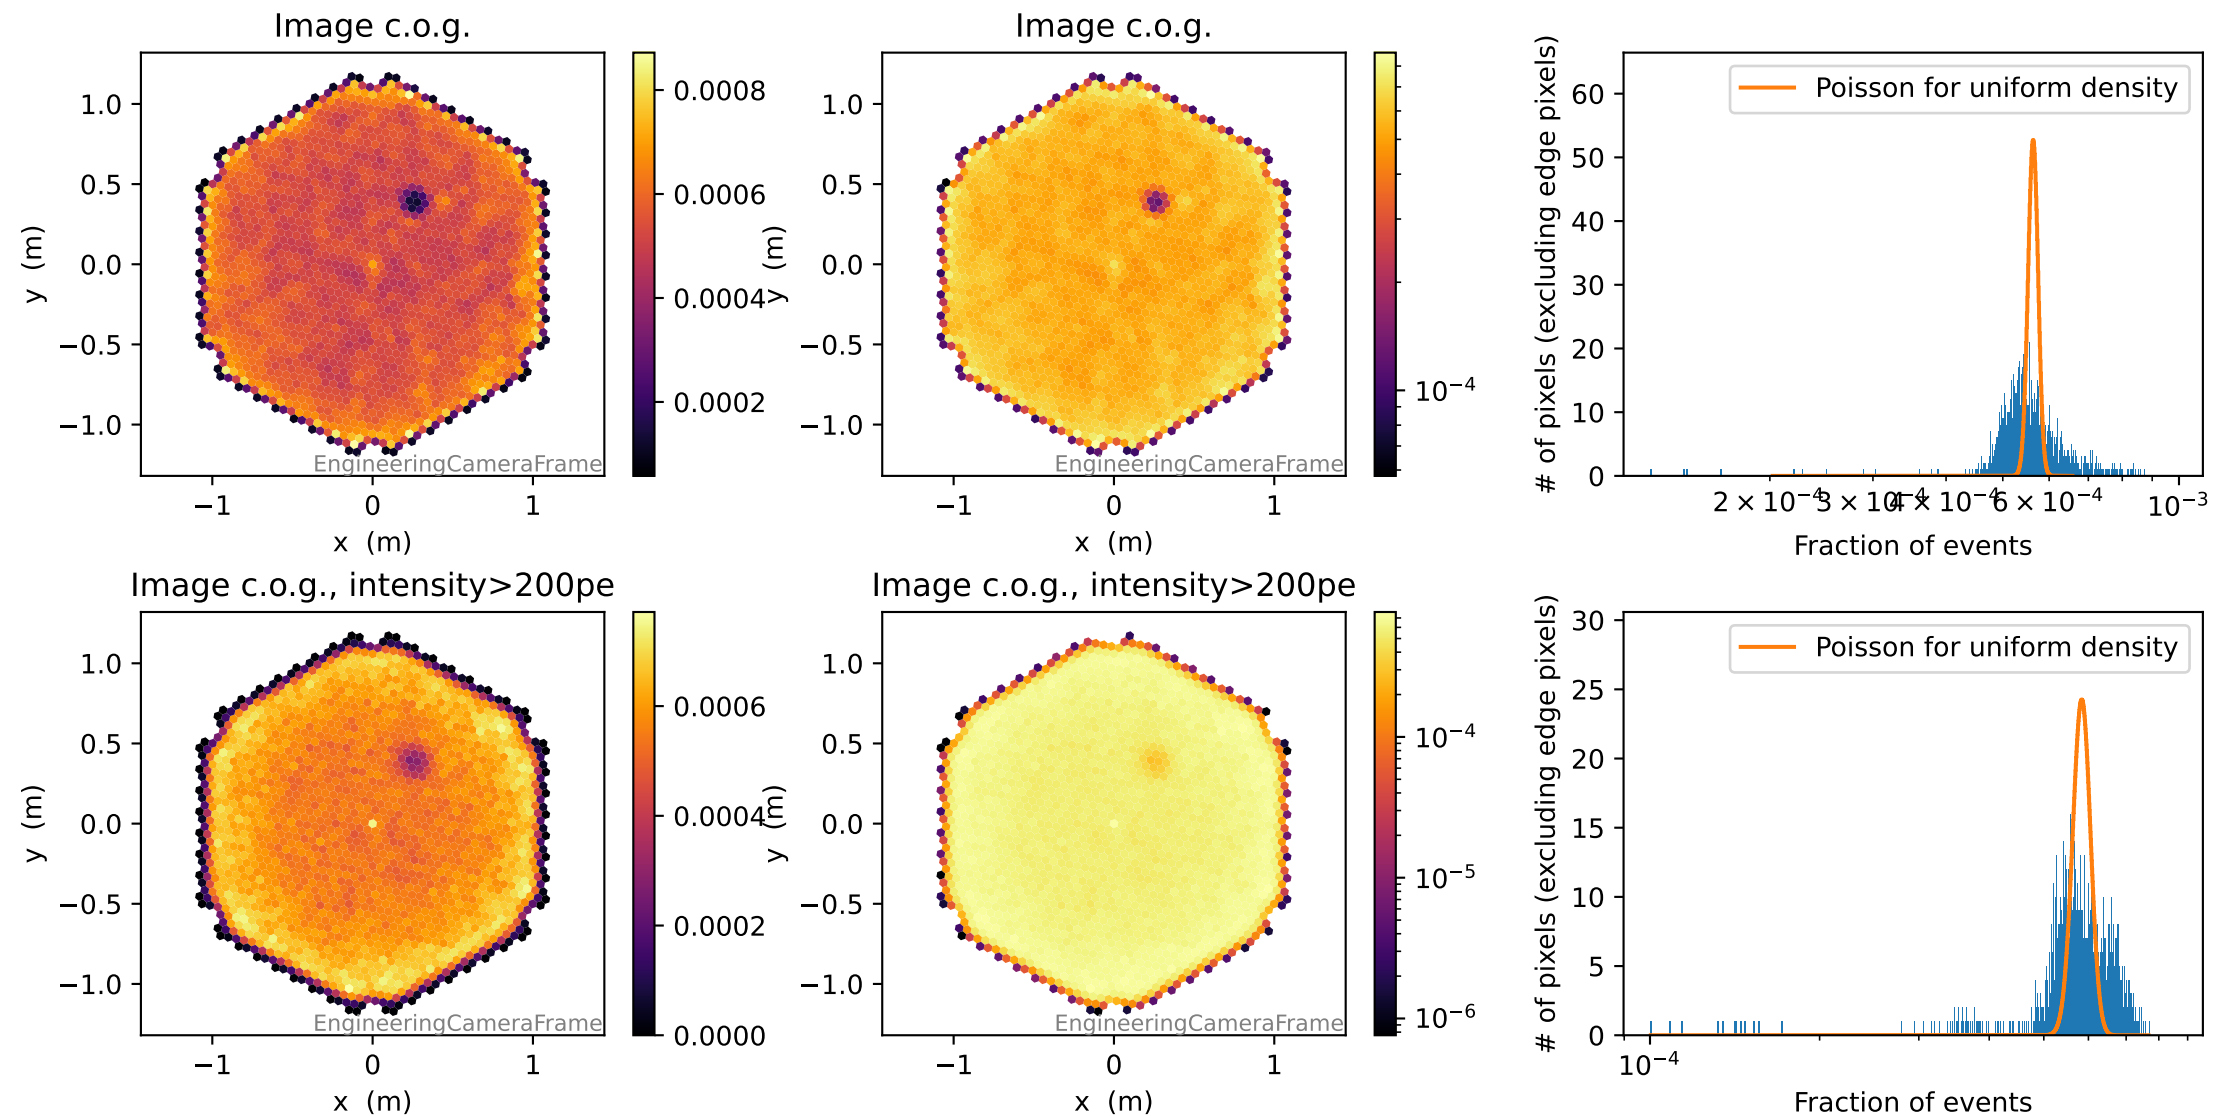 Image c.o.g.
1.0
0.5
0.0
−0.5
−1.0
y (m)
−1
0
1
x (m)
EngineeringCameraFrame
0.0008
0.0006
0.0004
0.0002
Image c.o.g.
1.0
0.5
0.0
−0.5
−1.0
y (m)
−1
0
1
x (m)
EngineeringCameraFrame
10⁻⁴
Poisson for uniform density
# of pixels (excluding edge pixels)
60
50
40
30
20
10
0
2 × 10⁻⁴
3 × 10⁻⁴
4 × 10⁻⁴
6 × 10⁻⁴
10⁻³
Fraction of events
Image c.o.g., intensity>200pe
1.0
0.5
0.0
−0.5
−1.0
y (m)
−1
0
1
x (m)
EngineeringCameraFrame
0.0006
0.0004
0.0002
0.0000
Image c.o.g., intensity>200pe
1.0
0.5
0.0
−0.5
−1.0
y (m)
−1
0
1
x (m)
EngineeringCameraFrame
10⁻⁴
10⁻⁵
10⁻⁶
Poisson for uniform density
# of pixels (excluding edge pixels)
30
25
20
15
10
5
0
10⁻⁴
Fraction of events